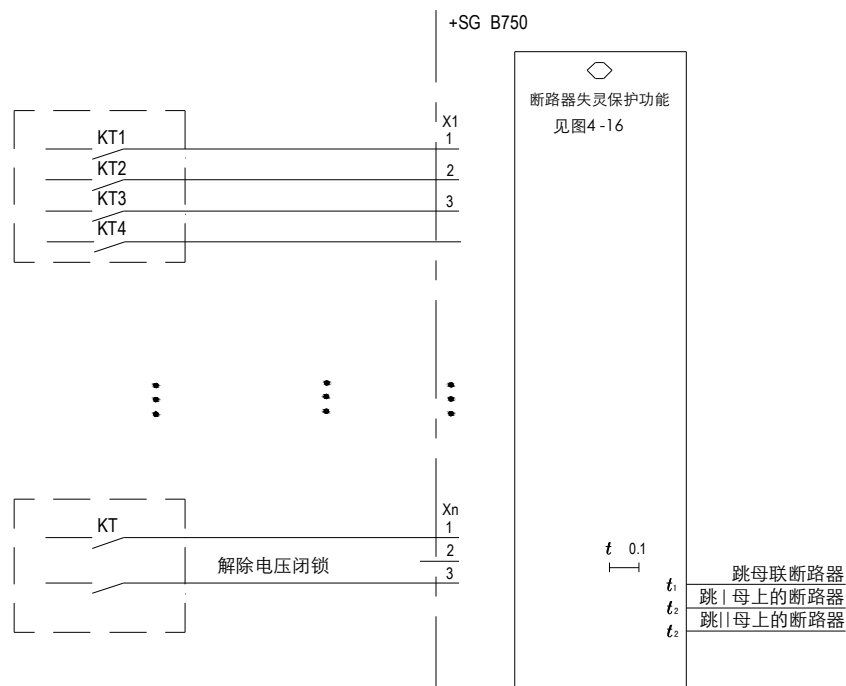 +SG B750
断路器失灵保护功能
见图4-16
X1
KT1
1
KT2
2
KT3
3
KT4
Xn
KT
1
2
解除电压闭锁
3
t 0.1
t₁ 跳母联断路器
t₂ 跳|母上的断路器
t₂ 跳||母上的断路器